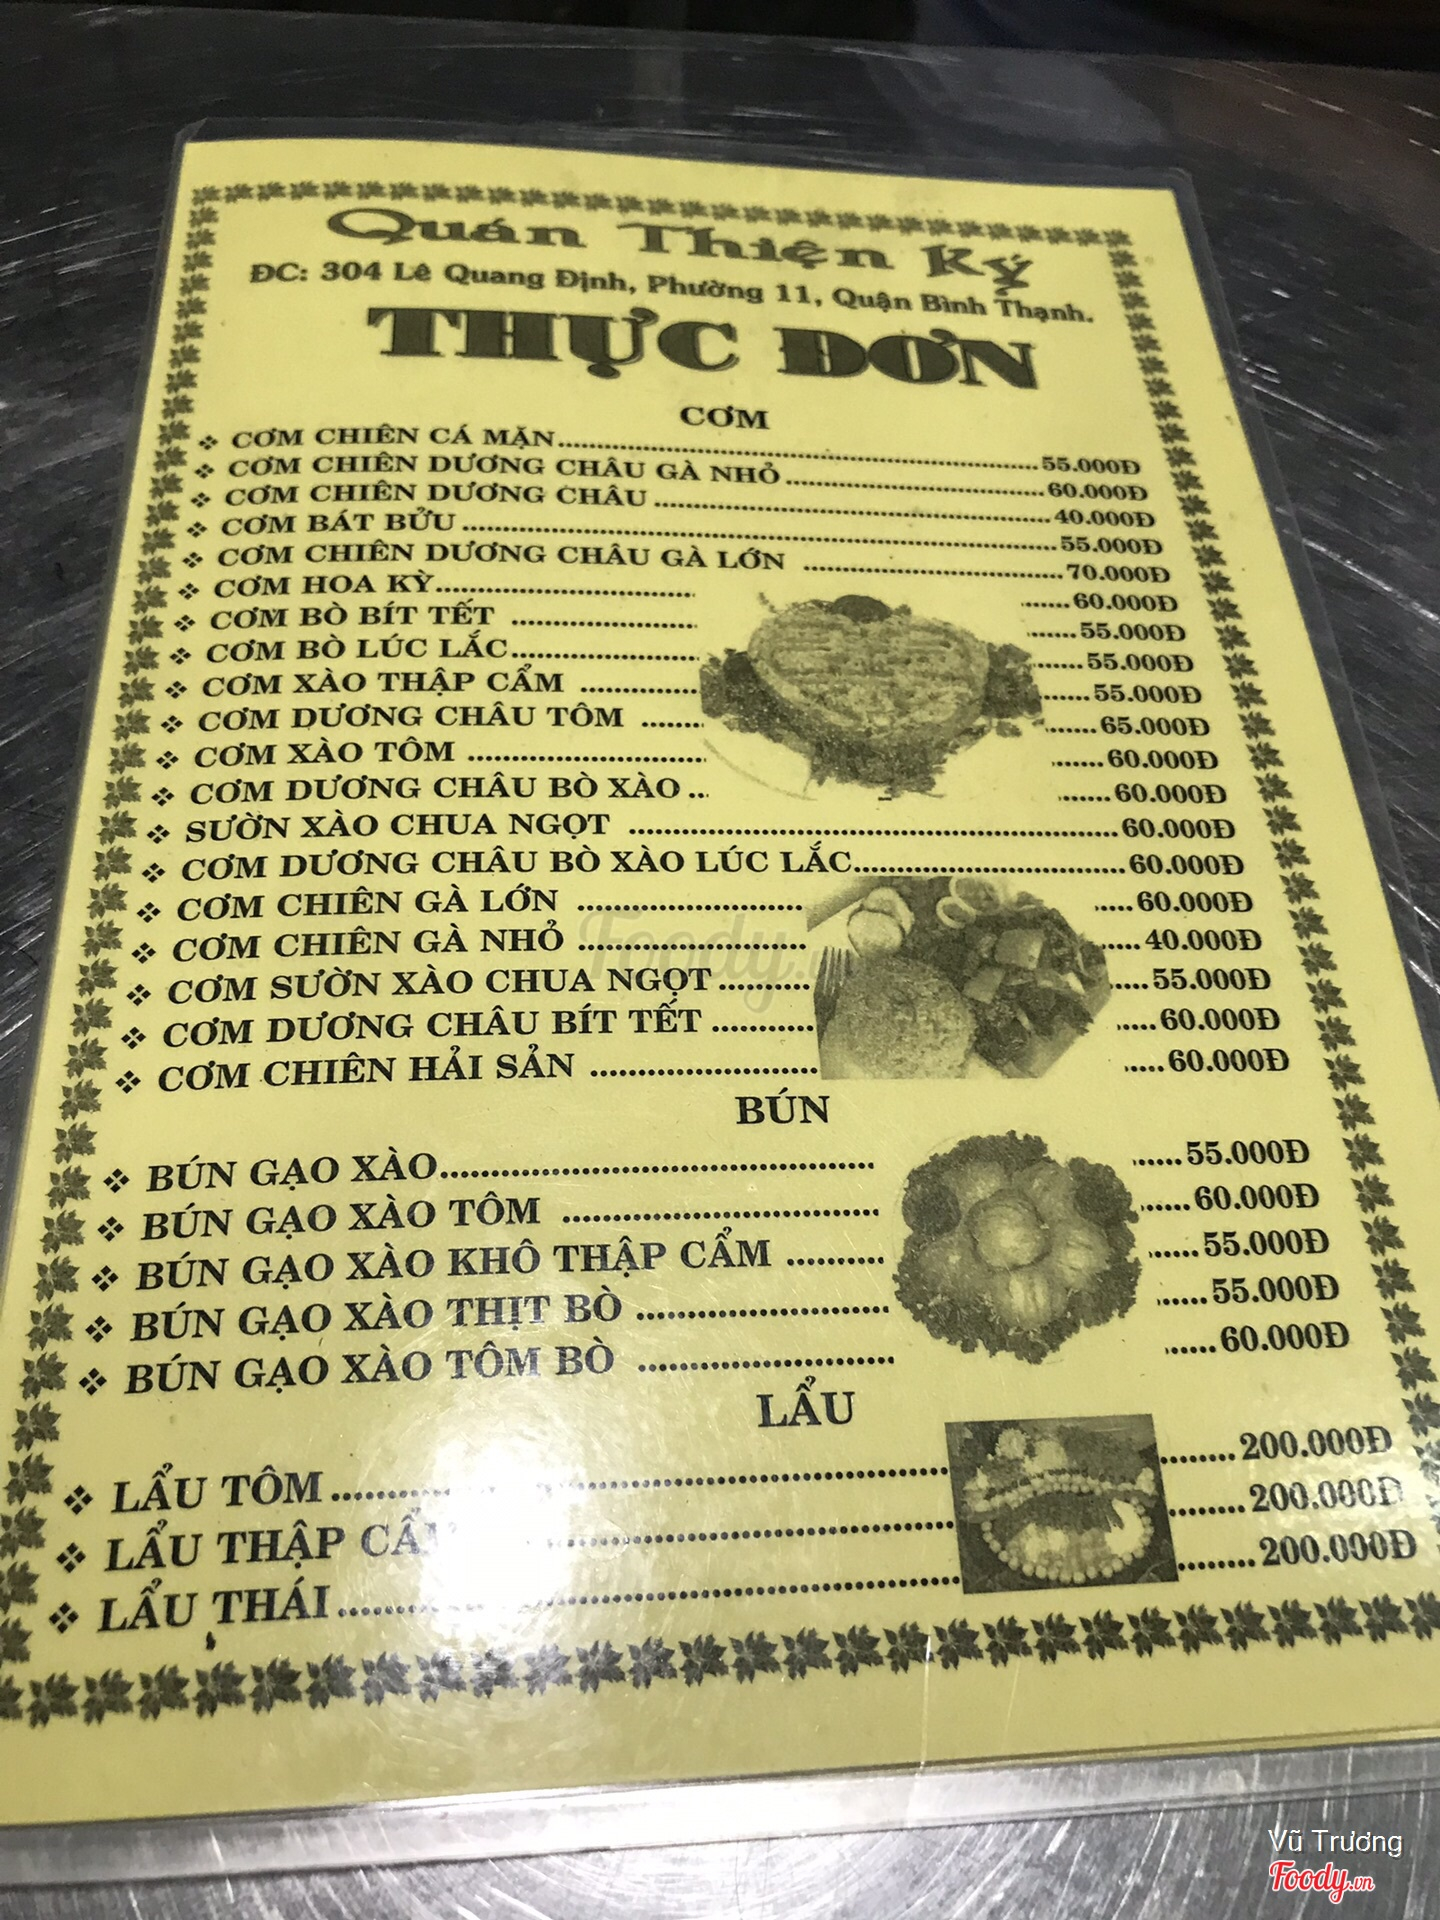 Quán Thiện Ký
ĐC: 304 Lê Quang Định, Phường 11, Quận Bình Thạnh.
THỰC ĐƠN
CƠM
❖ CƠM CHIÊN CÁ MẶN....................55.000Đ
❖ CƠM CHIÊN DƯƠNG CHÂU GÀ NHỎ....................60.000Đ
❖ CƠM CHIÊN DƯƠNG CHÂU....................40.000Đ
❖ CƠM BÁT BỬU....................55.000Đ
❖ CƠM CHIÊN DƯƠNG CHÂU GÀ LỚN ....................70.000Đ
❖ CƠM HOA KỲ....................60.000Đ
❖ CƠM BÒ BÍT TẾT ....................55.000Đ
❖ CƠM BÒ LÚC LẮC....................55.000Đ
❖ CƠM XÀO THẬP CẨM ....................55.000Đ
❖ CƠM DƯƠNG CHÂU TÔM ....................65.000Đ
❖ CƠM XÀO TÔM ....................60.000Đ
❖ CƠM DƯƠNG CHÂU BÒ XÀO.. .......60.000Đ
❖ SƯỜN XÀO CHUA NGỌT ....................60.000Đ
❖ CƠM DƯƠNG CHÂU BÒ XÀO LÚC LẮC....................60.000Đ
❖ CƠM CHIÊN GÀ LỚN ....................60.000Đ
❖ CƠM CHIÊN GÀ NHỎ ....................40.000Đ
❖ CƠM SƯỜN XÀO CHUA NGỌT....................55.000Đ
❖ CƠM DƯƠNG CHÂU BÍT TẾT....................60.000Đ
❖ CƠM CHIÊN HẢI SẢN ....................60.000Đ
BÚN
❖ BÚN GẠO XÀO....................55.000Đ
❖ BÚN GẠO XÀO TÔM ....................60.000Đ
❖ BÚN GẠO XÀO KHÔ THẬP CẨM ....................55.000Đ
❖ BÚN GẠO XÀO THỊT BÒ ....................55.000Đ
❖ BÚN GẠO XÀO TÔM BÒ ....................60.000Đ
LẨU
❖ LẨU TÔM....................200.000Đ
❖ LẨU THẬP CẨM....................200.000Đ
❖ LẨU THÁI....................200.000Đ
Foody.vn
Vũ Trương
Foody.vn